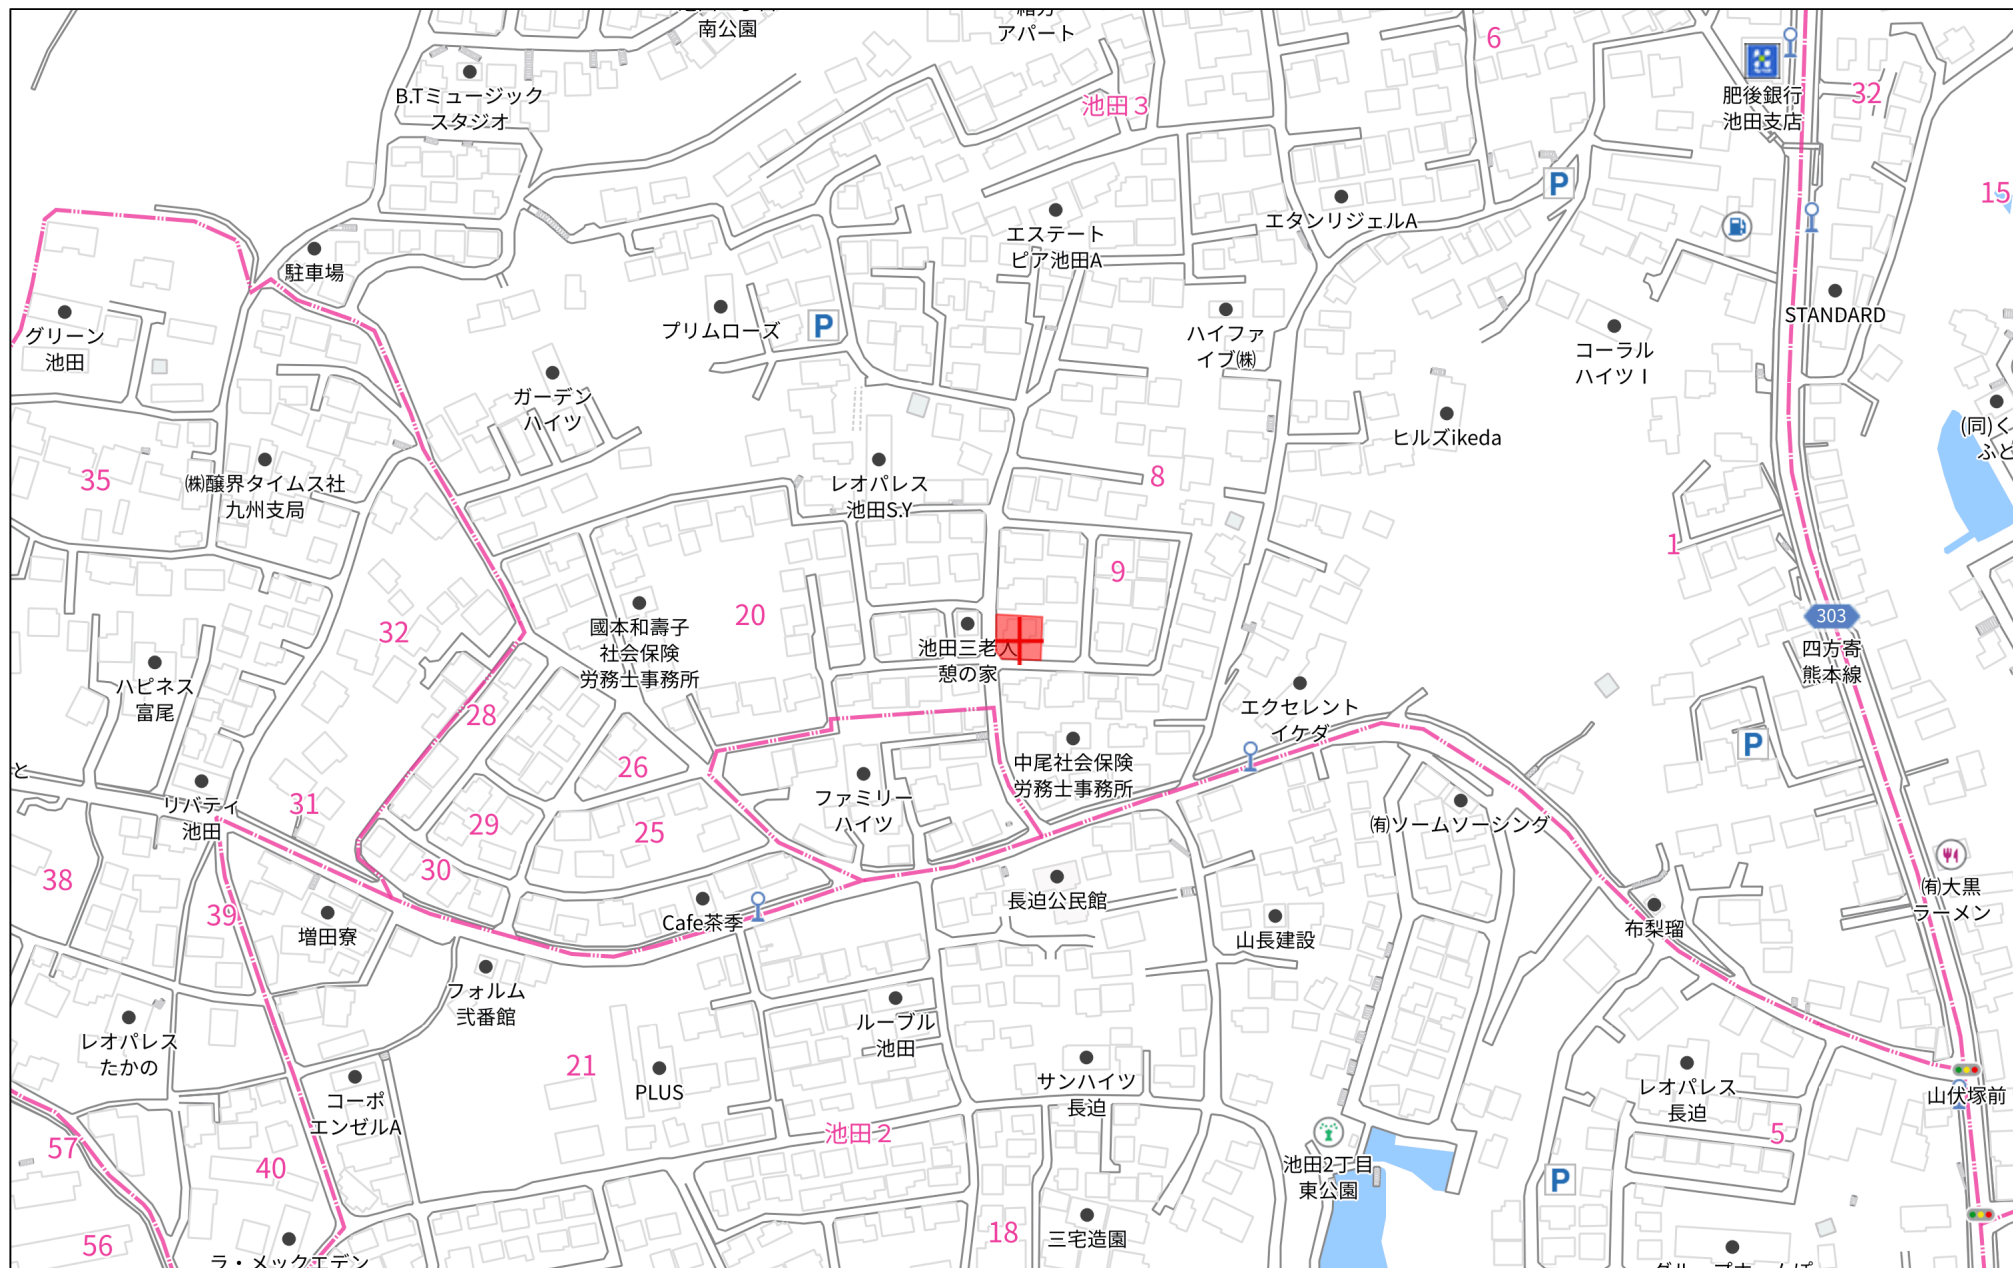 南公園
アパート
6
B.Tミュージック
スタジオ
池田3
肥後銀行
池田支店
32
15
エタンリジェルA
エステート
ピア池田A
駐車場
グリーン
池田
プリムローズ
P
P
ハイファ
イブ㈱
STANDARD
コーラル
ハイツⅠ
ガーデン
ハイツ
ヒルズikeda
(同)く
ふど
35
㈱醸界タイムス社
九州支局
レオパレス
池田S.Y
8
1
9
20
32
國本和壽子
社会保険
労務士事務所
池田三老人
憩の家
303
四方寄
熊本線
ハピネス
富尾
28
エクセレント
イケダ
26
中尾社会保険
労務士事務所
P
と
リバティ
池田
31
29
25
ファミリー
ハイツ
㈲ソームソーシング
38
30
39
Cafe茶季
長迫公民館
㈲大黒
ラーメン
増田寮
山長建設
布梨瑠
フォルム
弐番館
レオパレス
たかの
ルーブル
池田
21
PLUS
サンハイツ
長迫
コーポ
エンゼルA
レオパレス
長迫
山伏塚前
57
池田2
5
40
池田2丁目
東公園
P
56
18
三宅造園
ラ・メックエデン